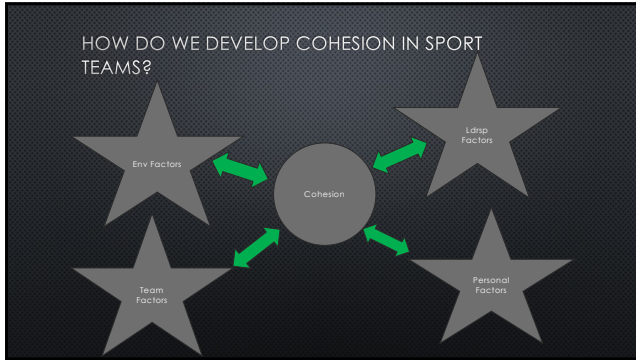 HOW DO WE DEVELOP COHESION IN SPORT
TEAMS?
Env Factors
Ldrsp
Factors
Cohesion
Team
Factors
Personal
Factors